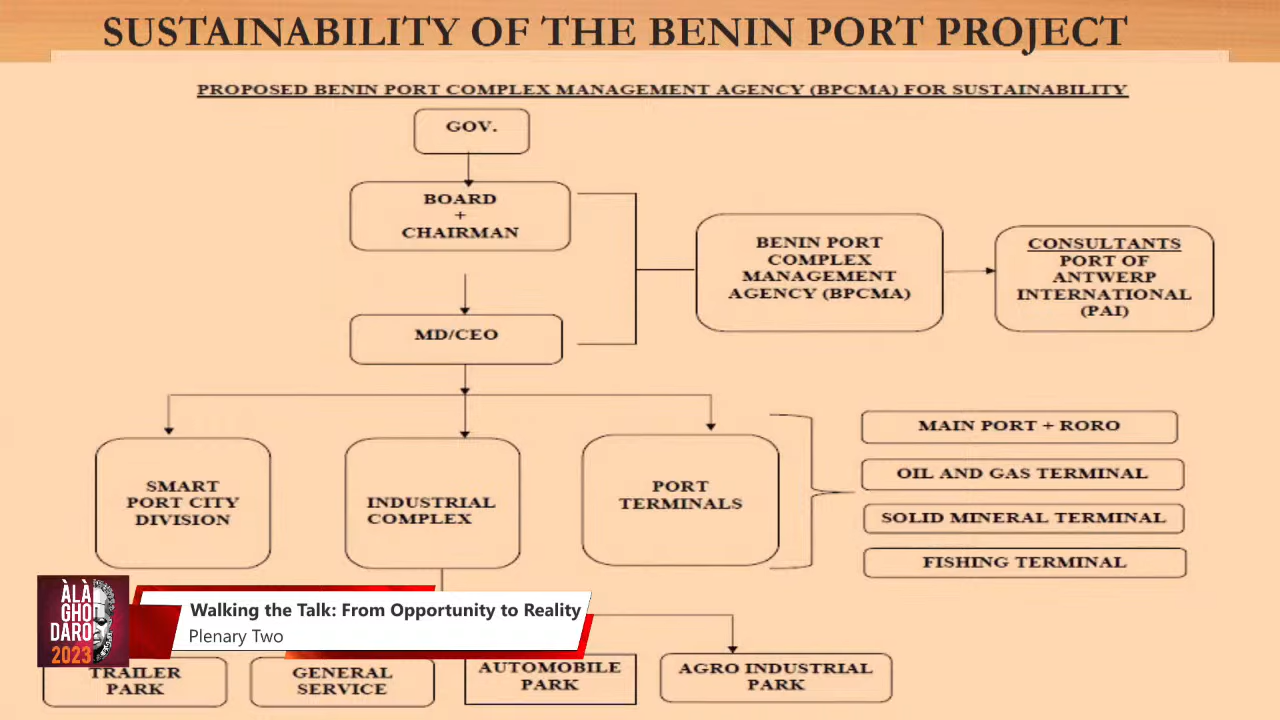 SUSTAINABILITY OF THE BENIN PORT PROJECT
PROPOSED BENIN PORT COMPLEX MANAGEMENT AGENCY (BPCMA) FOR SUSTAINABILITY
GOV.
BOARD
+
CHAIRMAN
BENIN PORT
COMPLEX
MANAGEMENT
AGENCY (BPCMA)
CONSULTANTS
PORT OF
ANTWERP
INTERNATIONAL
(PAI)
MD/CEO
SMART
PORT CITY
DIVISION
INDUSTRIAL
COMPLEX
PORT
TERMINALS
MAIN PORT + RORO
OIL AND GAS TERMINAL
SOLID MINERAL TERMINAL
FISHING TERMINAL
ÀLÀ
GHO
DARO
2023
Walking the Talk: From Opportunity to Reality
Plenary Two
TRAILER
PARK
GENERAL
SERVICE
AUTOMOBILE
PARK
AGRO INDUSTRIAL
PARK